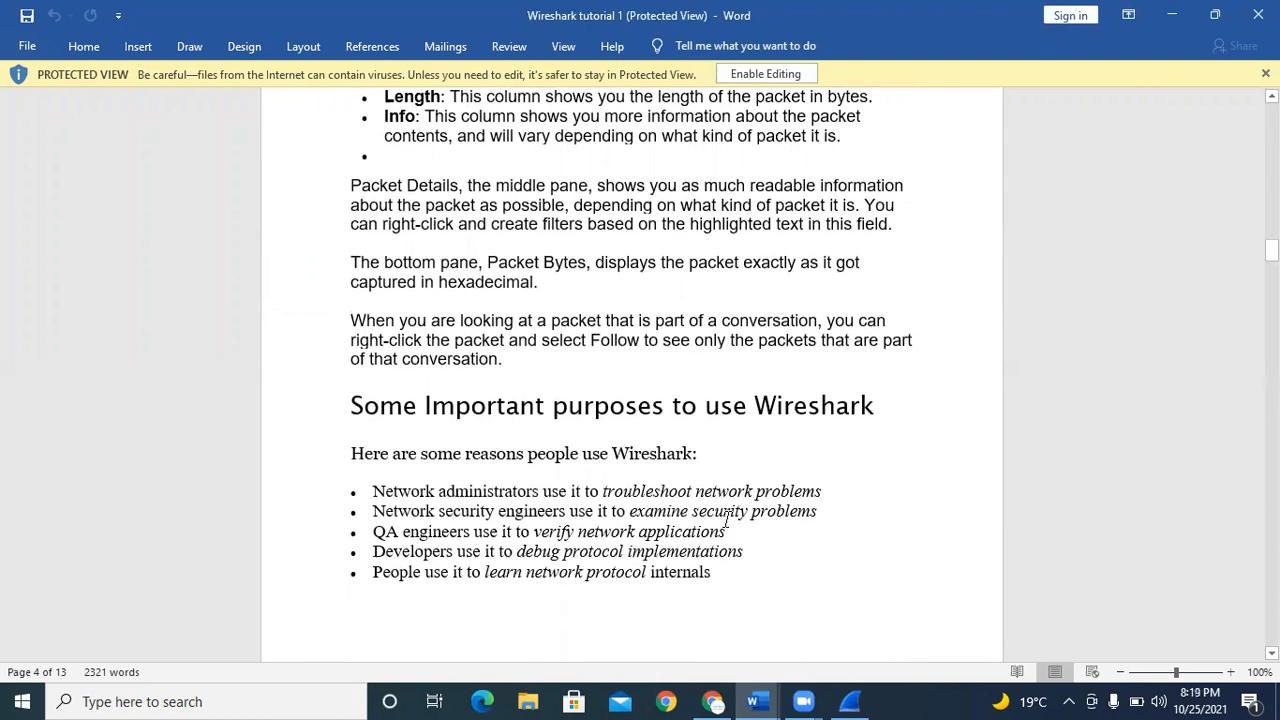 Wireshark tutorial 1 (Protected View) - Word
Sign in
File Home Insert Draw Design Layout References Mailings Review View Help Tell me what you want to do Share
PROTECTED VIEW Be careful—files from the Internet can contain viruses. Unless you need to edit, it's safer to stay in Protected View. Enable Editing
• Length: This column shows you the length of the packet in bytes.
• Info: This column shows you more information about the packet
contents, and will vary depending on what kind of packet it is.
•
Packet Details, the middle pane, shows you as much readable information
about the packet as possible, depending on what kind of packet it is. You
can right-click and create filters based on the highlighted text in this field.
The bottom pane, Packet Bytes, displays the packet exactly as it got
captured in hexadecimal.
When you are looking at a packet that is part of a conversation, you can
right-click the packet and select Follow to see only the packets that are part
of that conversation.
Some Important purposes to use Wireshark
Here are some reasons people use Wireshark:
• Network administrators use it to troubleshoot network problems
• Network security engineers use it to examine security problems
• QA engineers use it to verify network applications
• Developers use it to debug protocol implementations
• People use it to learn network protocol internals
Page 4 of 13 2321 words 100%
Type here to search
19°C
8:19 PM
10/25/2021
1